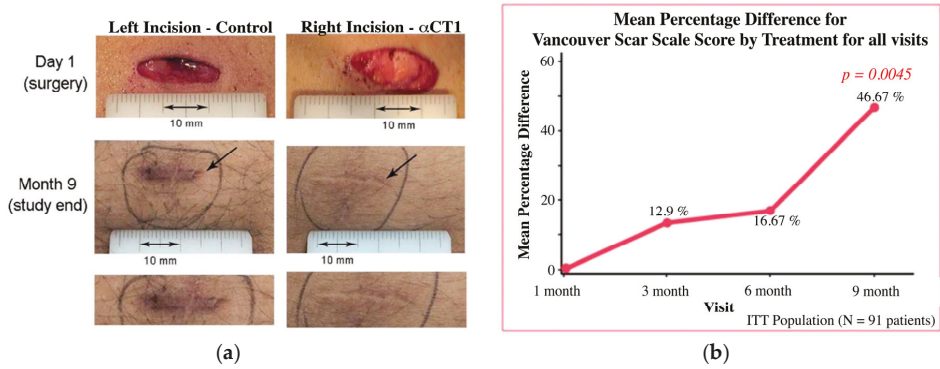 Left Incision - Control
Right Incision - αCT1
Day 1
(surgery)
10 mm
10 mm
Month 9
(study end)
10 mm
10 mm
(a)
Mean Percentage Difference for
Vancouver Scar Scale Score by Treatment for all visits
p = 0.0045
60
46.67 %
40
Mean Percentage Difference
20
12.9 %
16.67 %
0
1 month
3 month
6 month
9 month
Visit
ITT Population (N = 91 patients)
(b)